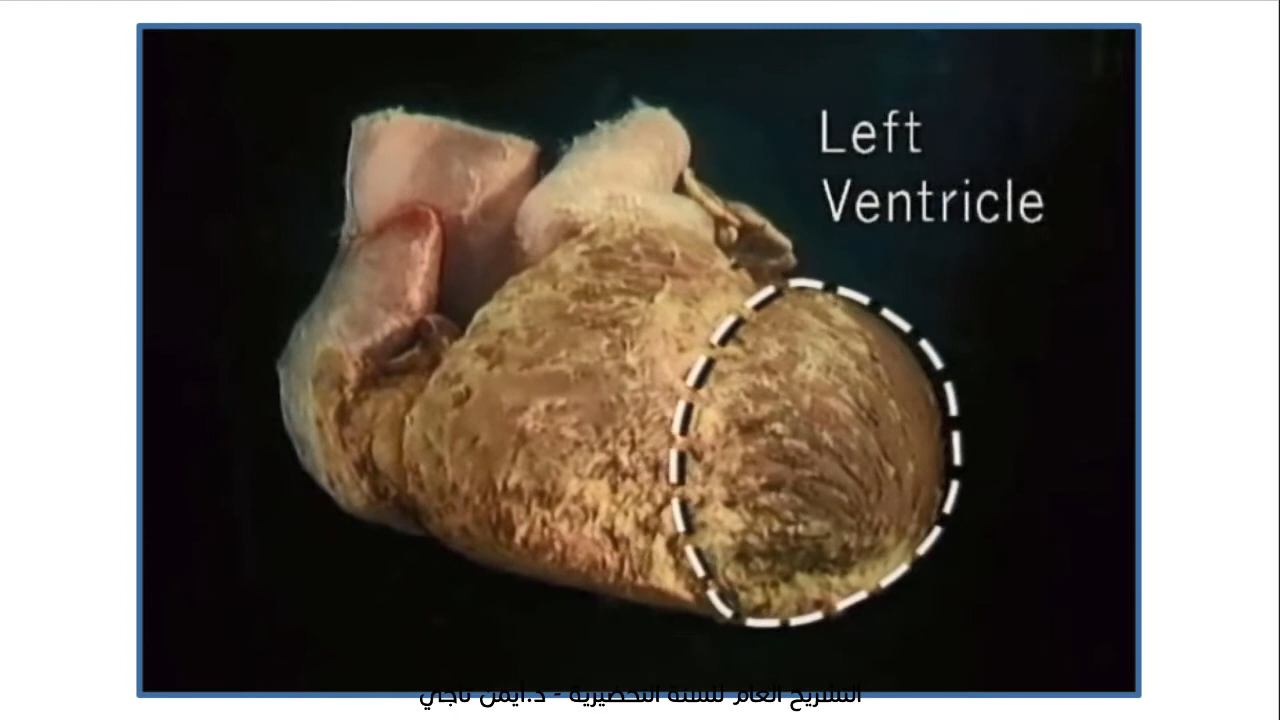 Left
Ventricle
التشريح العام للسنة التحضيرية - د.أيمن ناجي